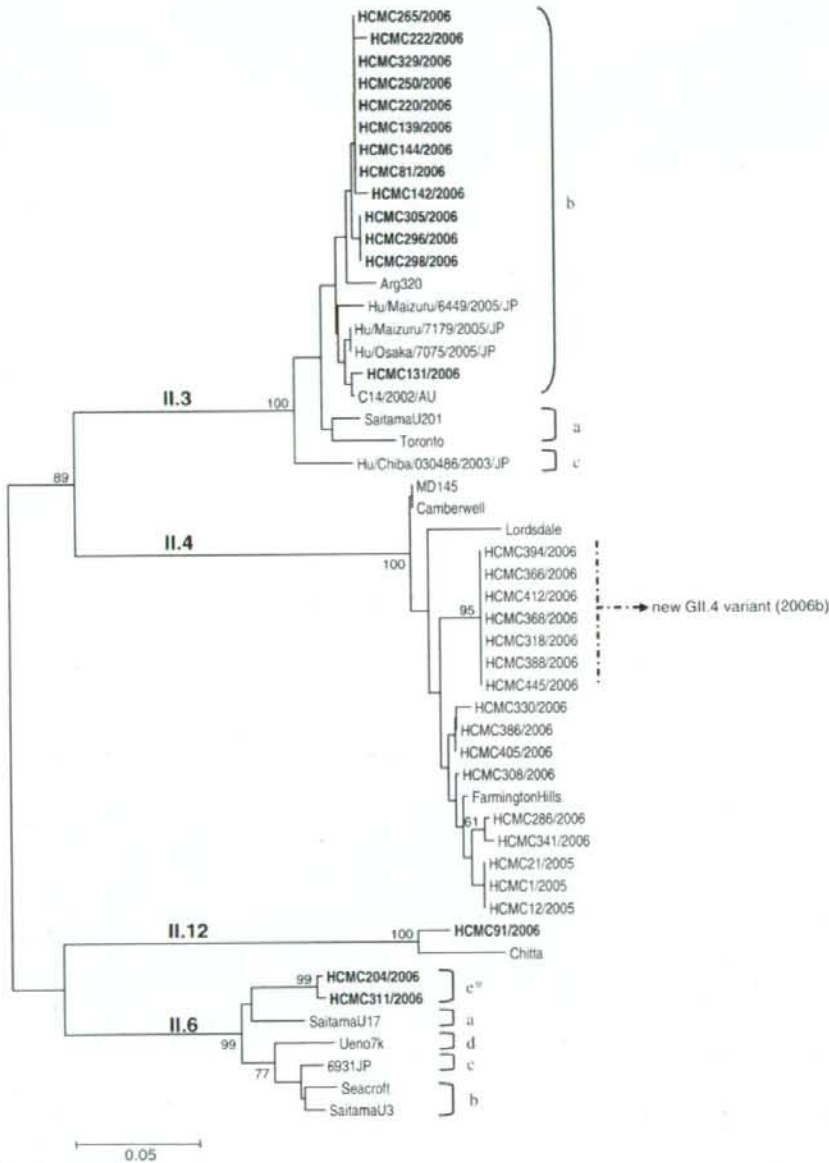 HCMC265/2006
HCMC222/2006
HCMC329/2006
HCMC250/2006
HCMC220/2006
HCMC139/2006
HCMC144/2006
HCMC81/2006
HCMC142/2006
b
HCMC305/2006
HCMC296/2006
HCMC298/2006
Arg320
Hu/Maizuru/6449/2005/JP
Hu/Maizuru/7179/2005/JP
Hu/Osaka/7075/2005/JP
HCMC131/2006
C14/2002/AU
II.3
100
SaitamaU201
a
Toronto
Hu/Chiba/030486/2003/JP
c
89
MD145
Camberwell
Lordsdale
II.4
100
HCMC394/2006
HCMC366/2006
HCMC412/2006
95
HCMC368/2006
new GII.4 variant (2006b)
HCMC318/2006
HCMC388/2006
HCMC445/2006
HCMC330/2006
HCMC386/2006
HCMC405/2006
HCMC308/2006
FarmingtonHills
61
HCMC286/2006
HCMC341/2006
HCMC21/2005
HCMC1/2005
HCMC12/2005
II.12
100
HCMC91/2006
Chitta
99
HCMC204/2006
e*
HCMC311/2006
II.6
SaitamaU17
a
99
Ueno7k
d
77
6931JP
c
Seacroft
b
SaitamaU3
0.05